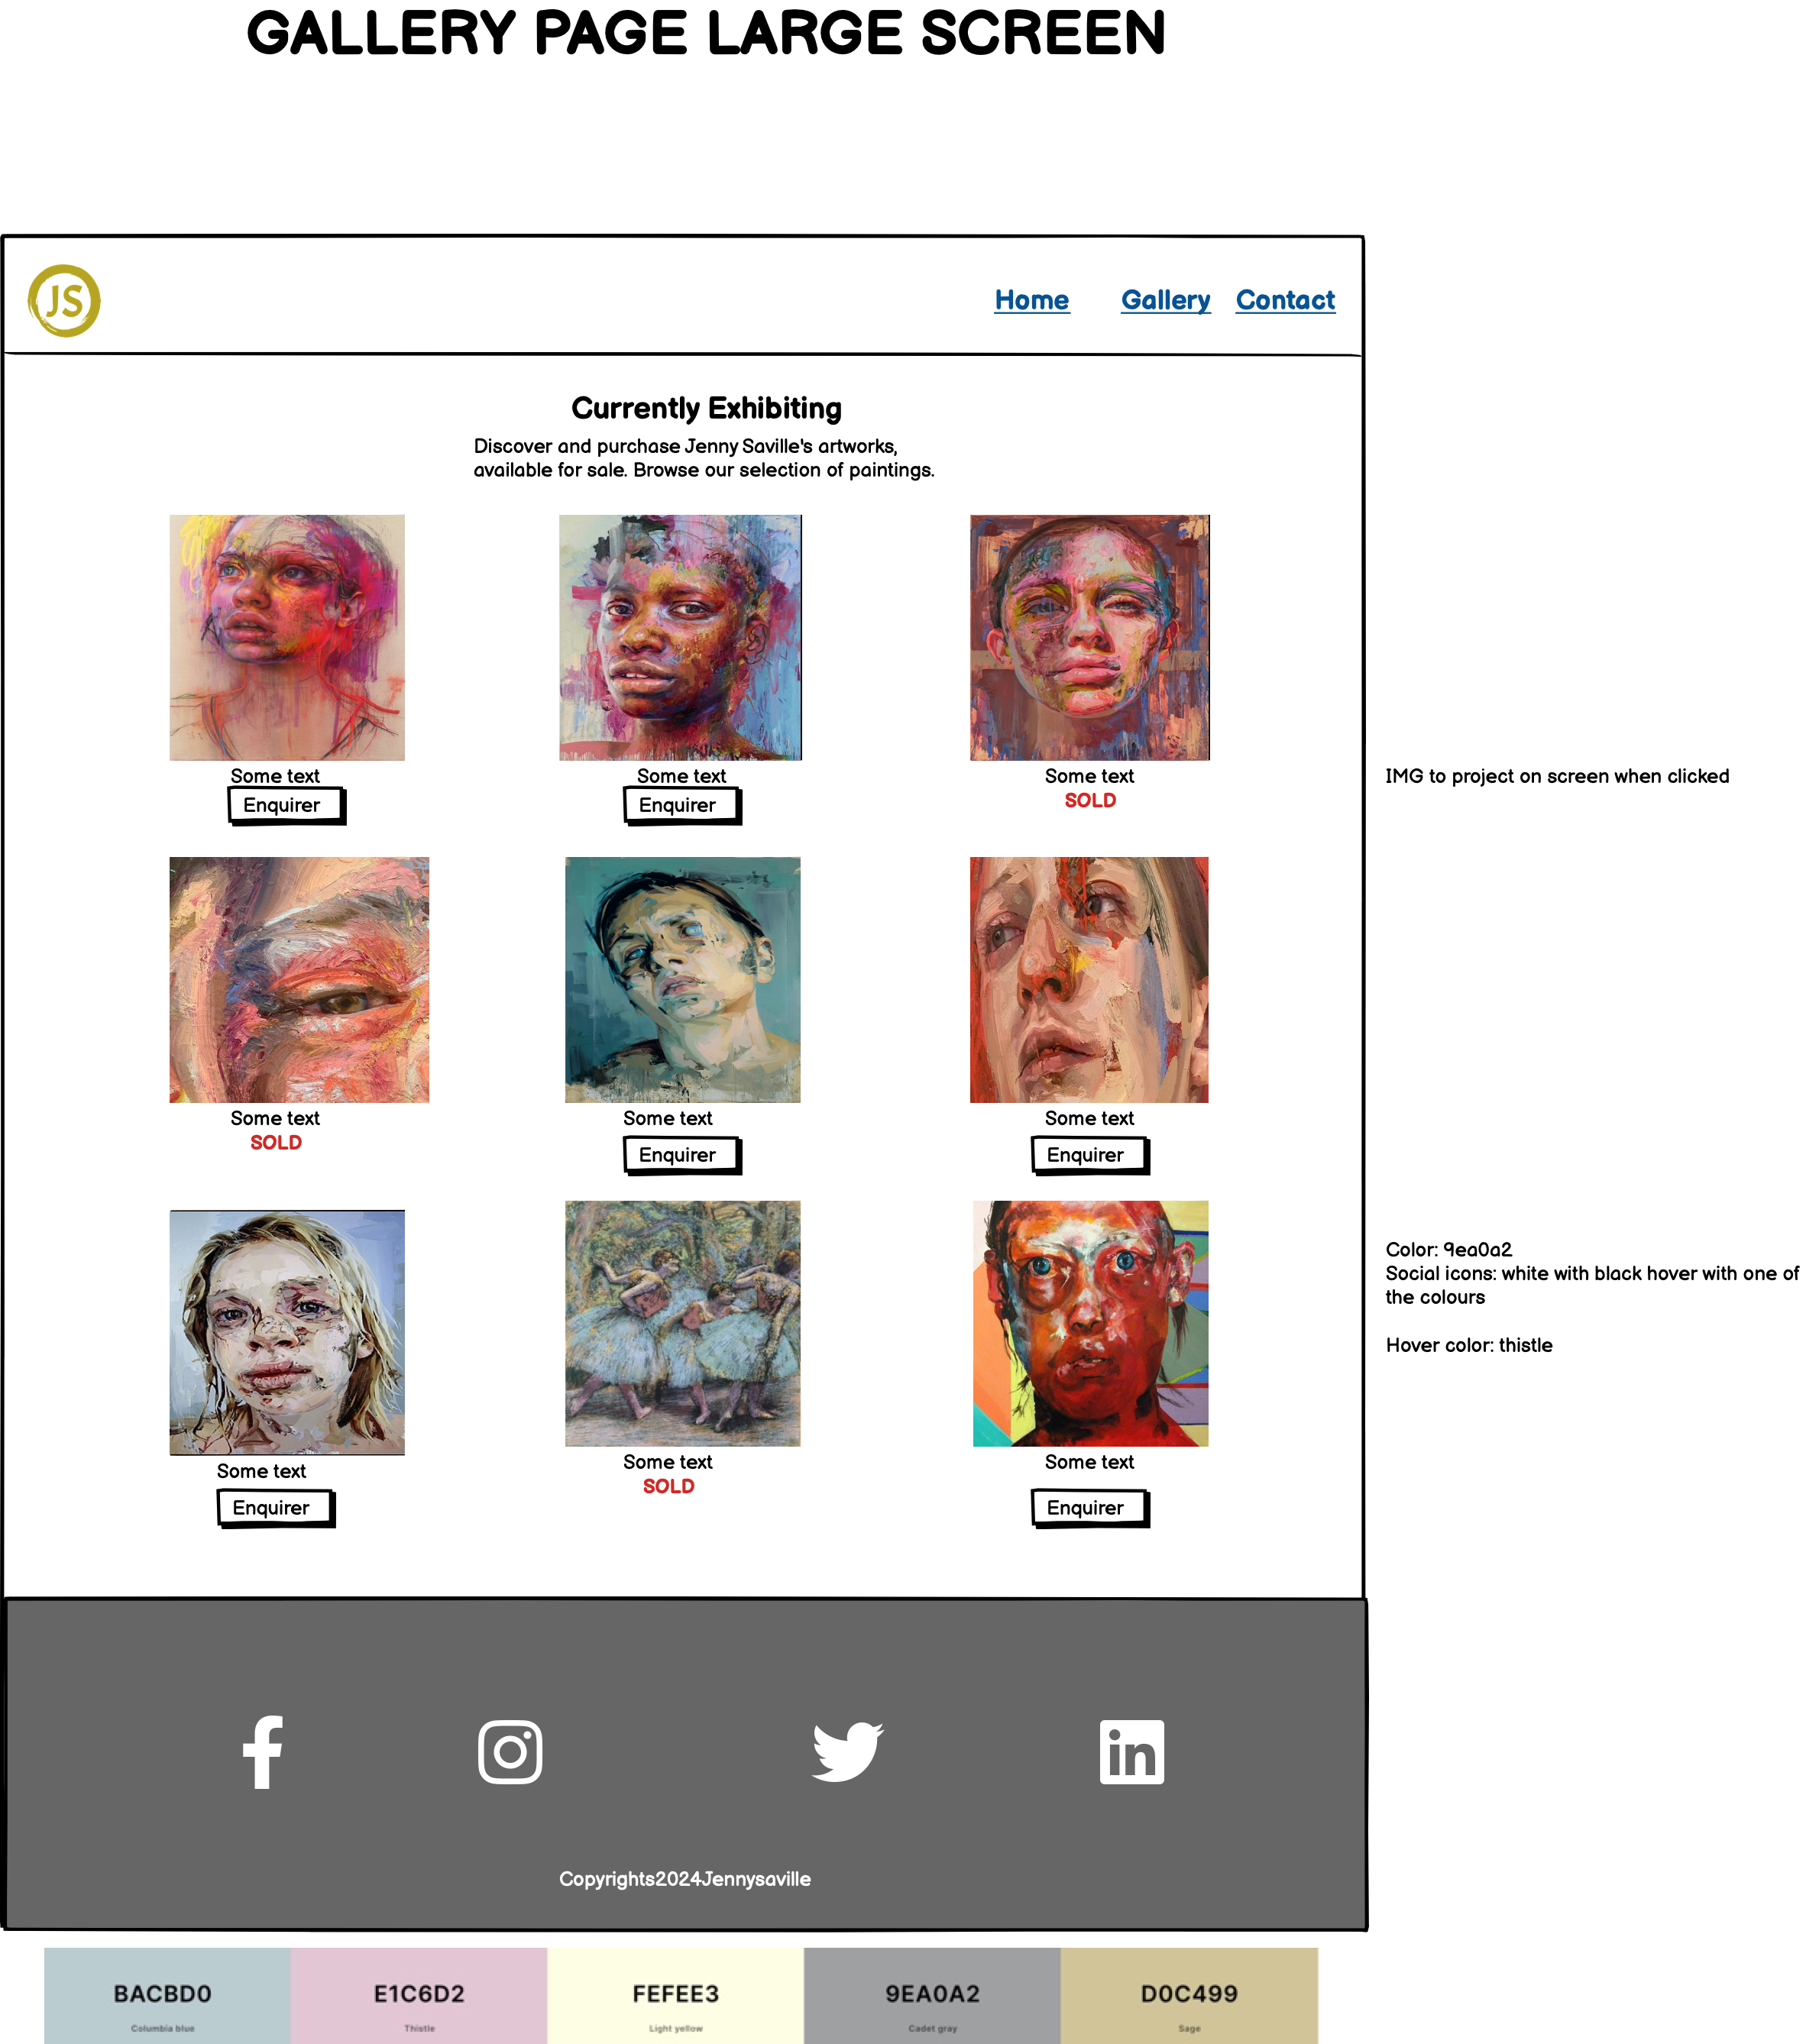 GALLERY PAGE LARGE SCREEN
JS
Home Gallery Contact
Currently Exhibiting
Discover and purchase Jenny Saville's artworks,
available for sale. Browse our selection of paintings.
Some text Some text Some text
Enquirer Enquirer SOLD
IMG to project on screen when clicked
Some text Some text Some text
SOLD Enquirer Enquirer
Color: 9ea0a2
Social icons: white with black hover with one of
the colours
Hover color: thistle
Some text Some text Some text
Enquirer SOLD Enquirer
in
Copyrights2024Jennysaville
BACBD0 E1C6D2 FEFEE3 9EA0A2 D0C499
Columbia blue Thistle Light yellow Cadet gray Sage